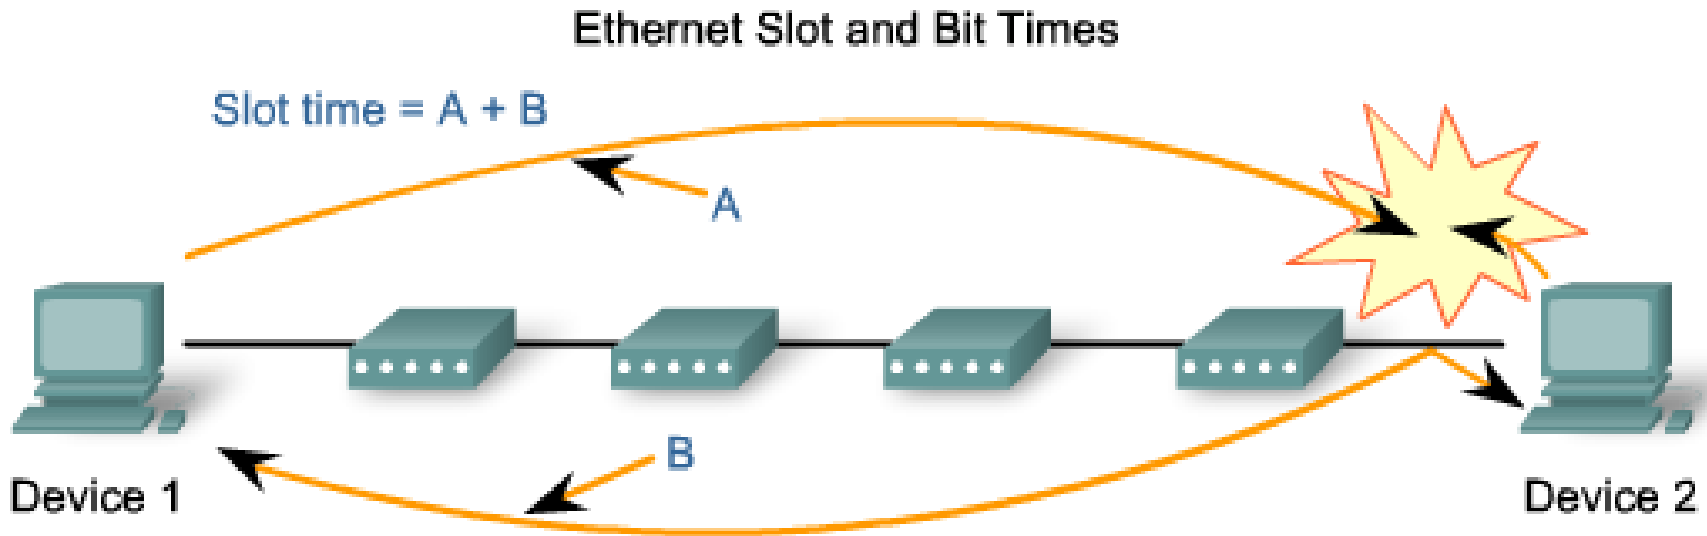 Ethernet Slot and Bit Times
Slot time = A + B
A
B
Device 1
Device 2